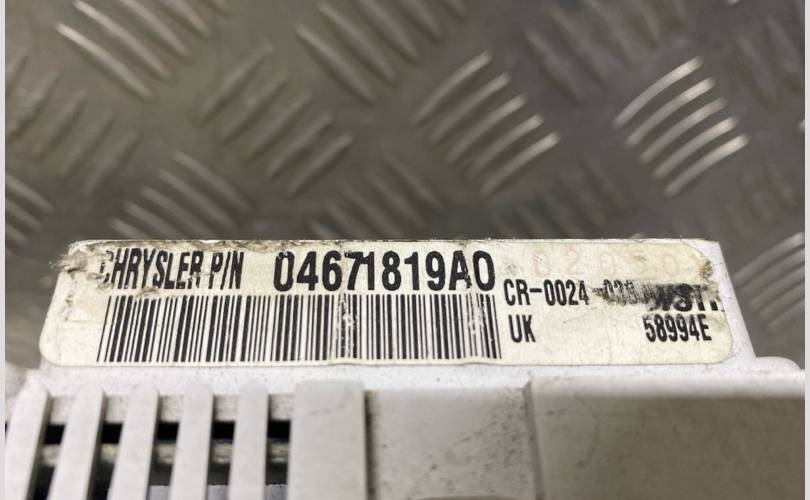 CHRYSLER P/N 04671819AO
CR-0024
UK 58994E